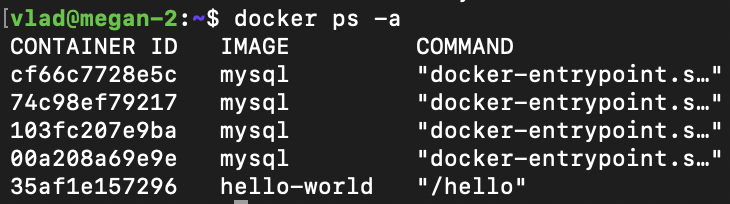 [vlad@megan-2:~$ docker ps -a
CONTAINER ID IMAGE COMMAND
cf66c7728e5c mysql "docker-entrypoint.s…"
74c98ef79217 mysql "docker-entrypoint.s…"
103fc207e9ba mysql "docker-entrypoint.s…"
00a208a69e9e mysql "docker-entrypoint.s…"
35af1e157296 hello-world "/hello"